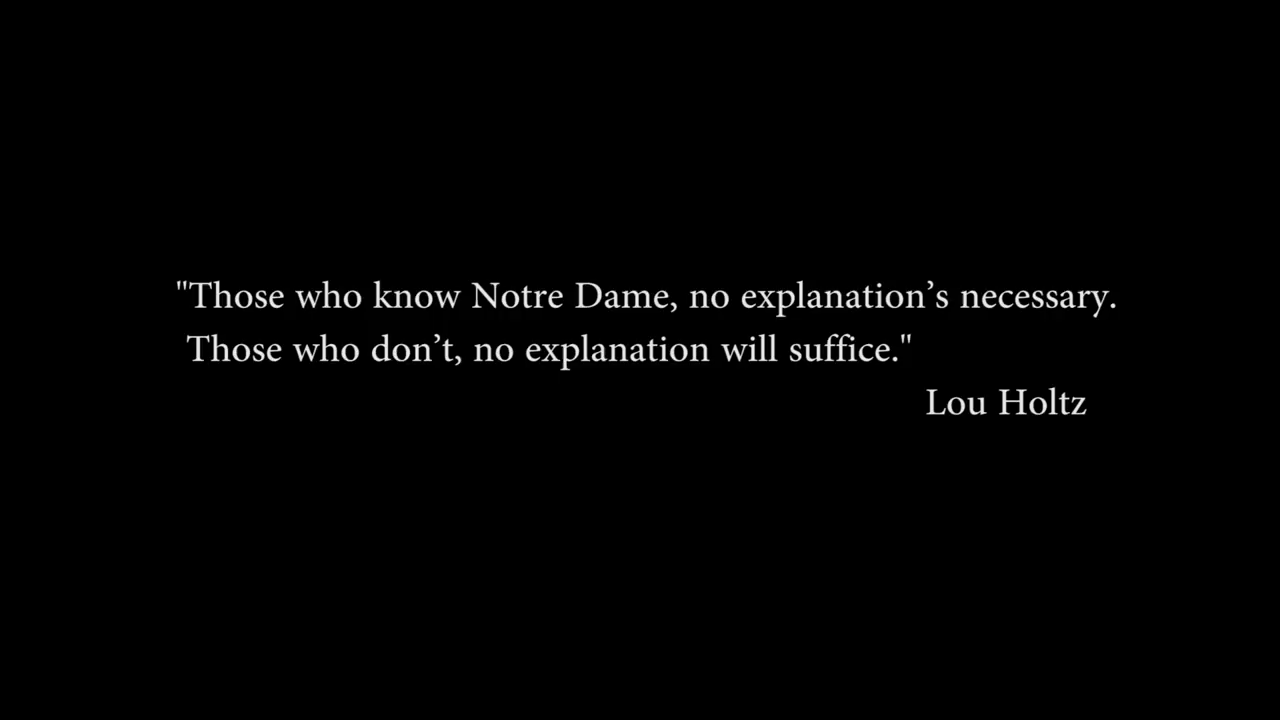 "Those who know Notre Dame, no explanation’s necessary.
Those who don’t, no explanation will suffice."
Lou Holtz